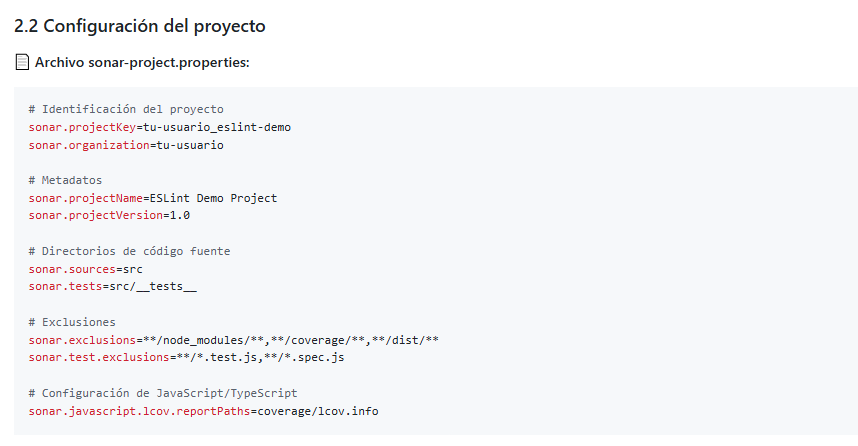 2.2 Configuración del proyecto
Archivo sonar-project.properties:
# Identificación del proyecto
sonar.projectKey=tu-usuario_eslint-demo
sonar.organization=tu-usuario
# Metadatos
sonar.projectName=ESLint Demo Project
sonar.projectVersion=1.0
# Directorios de código fuente
sonar.sources=src
sonar.tests=src/__tests__
# Exclusiones
sonar.exclusions=**/node_modules/**,**/coverage/**,**/dist/**
sonar.test.exclusions=**/*.test.js,**/*.spec.js
# Configuración de JavaScript/TypeScript
sonar.javascript.lcov.reportPaths=coverage/lcov.info